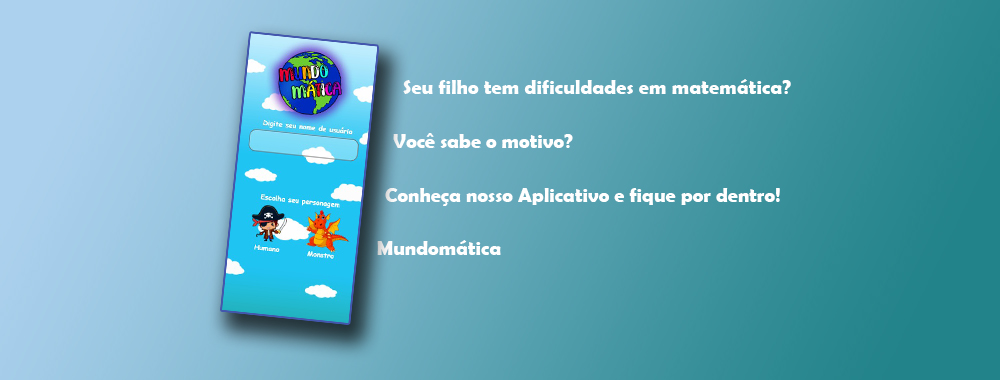 MUNDO
MÁTICA
Digite seu nome de usuário
Escolha seu personagem
Humano
Monstro
Seu filho tem dificuldades em matemática?
Você sabe o motivo?
Conheça nosso Aplicativo e fique por dentro!
Mundomática